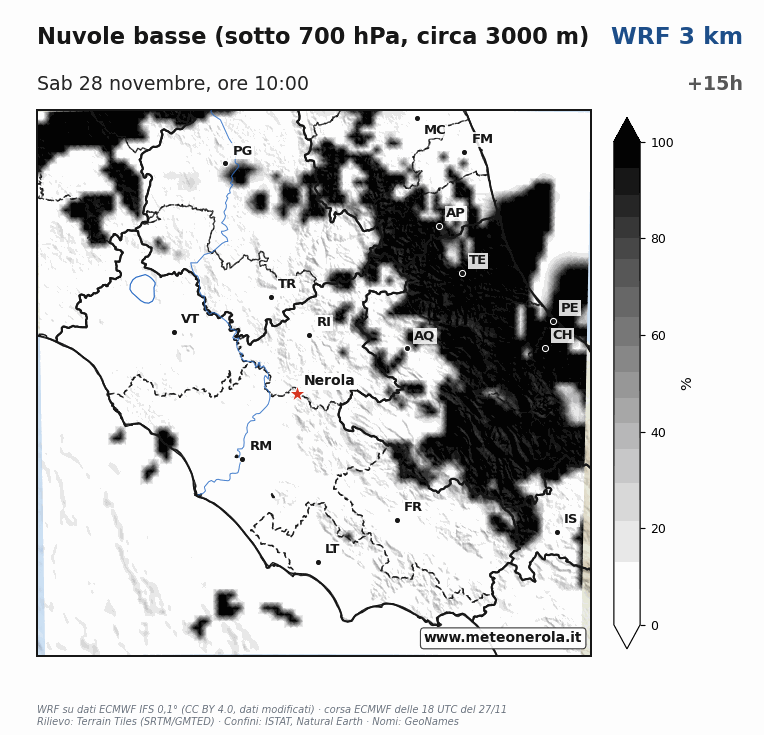 Nuvole basse (sotto 700 hPa, circa 3000 m) WRF 3 km
Sab 28 novembre, ore 10:00 +15h
MC
FM
PG
AP
TE
TR
PE
VT
RI
AQ
CH
Nerola
RM
FR
IS
LT
www.meteonerola.it
100
80
60
40
20
0
%
WRF su dati ECMWF IFS 0,1° (CC BY 4.0, dati modificati) · corsa ECMWF delle 18 UTC del 27/11
Rilievo: Terrain Tiles (SRTM/GMTED) · Confini: ISTAT, Natural Earth · Nomi: GeoNames